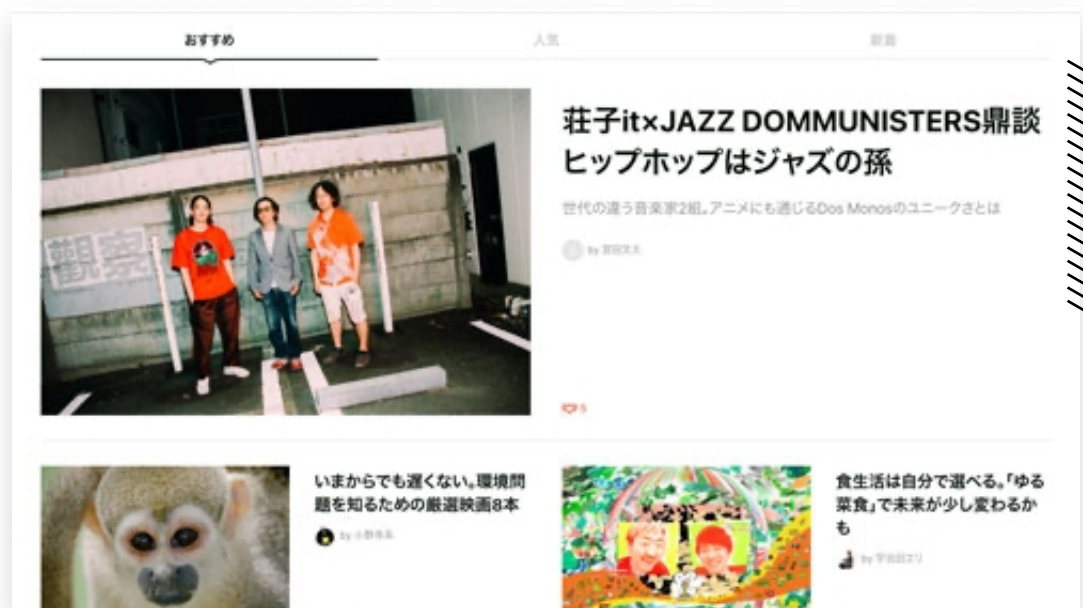 おすすめ
人気
新着
荘子it×JAZZ DOMMUNISTERS鼎談
ヒップホップはジャズの孫
世代の違う音楽家2組。アニメにも通じるDos Monosのユニークさとは
by
觀察
5
いまからでも遅くない。環境問
題を知るための厳選映画8本
by
食生活は自分で選べる。「ゆる
菜食」で未来が少し変わるか
も
by